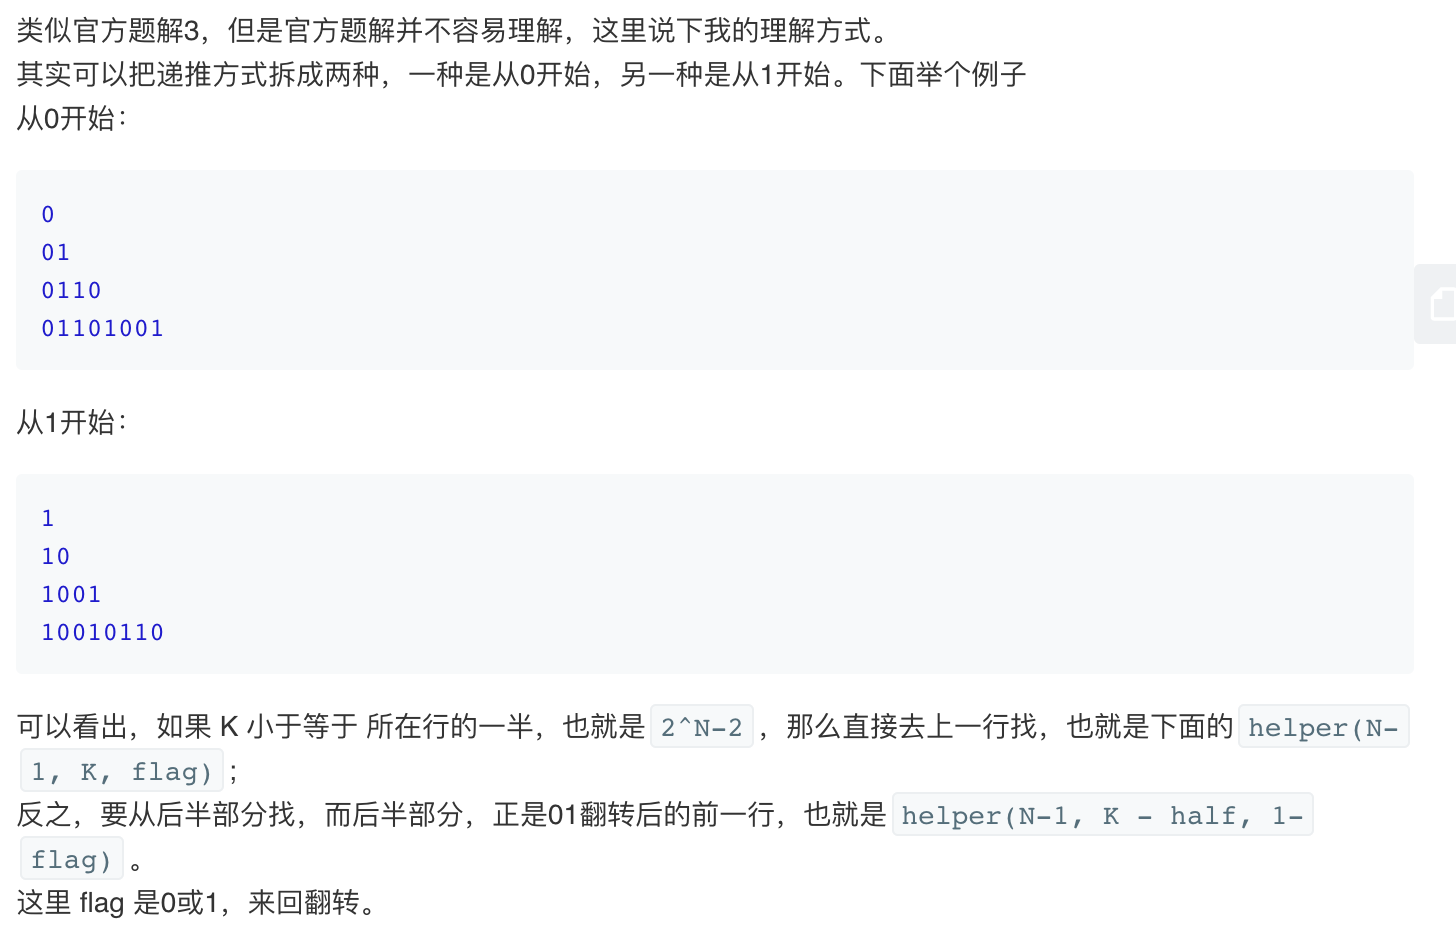 类似官方题解3，但是官方题解并不容易理解，这里说下我的理解方式。
其实可以把递推方式拆成两种，一种是从0开始，另一种是从1开始。下面举个例子
从0开始：
0
01
0110
01101001
从1开始：
1
10
1001
10010110
可以看出，如果 K 小于等于 所在行的一半，也就是 2^N-2 ，那么直接去上一行找，也就是下面的 helper(N-
1, K, flag) ；
反之，要从后半部分找，而后半部分，正是01翻转后的前一行，也就是 helper(N-1, K - half, 1-
flag) 。
这里 flag 是0或1，来回翻转。